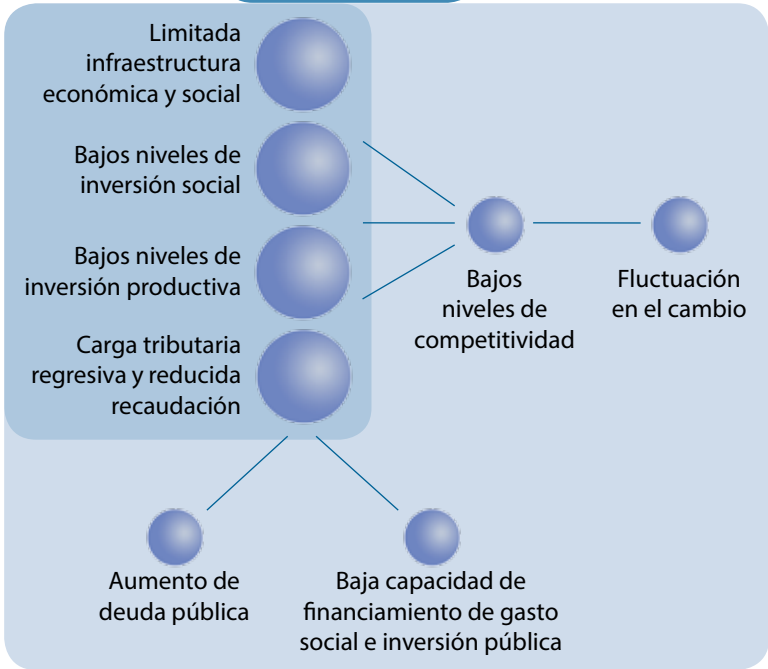 Limitada
infraestructura
económica y social
Bajos niveles de
inversión social
Bajos niveles de
inversión productiva
Carga tributaria
regresiva y reducida
recaudación
Bajos
niveles de
competitividad
Fluctuación
en el cambio
Aumento de
deuda pública
Baja capacidad de
financiamiento de gasto
social e inversión pública